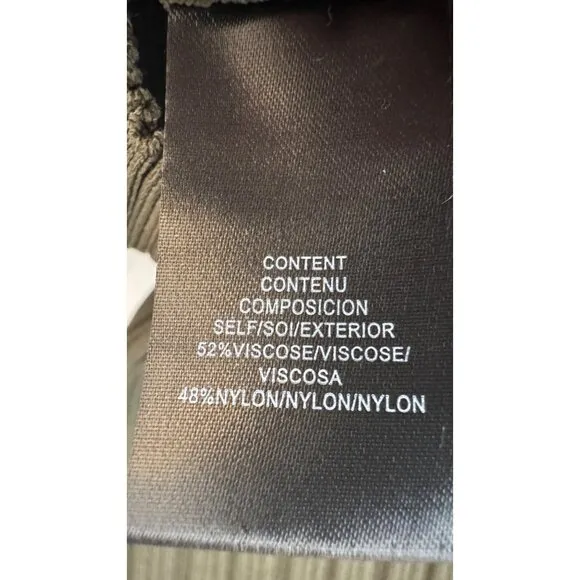 CONTENT
CONTENU
COMPOSICION
SELF/SOI/EXTERIOR
52%VISCOSE/VISCOSE/
VISCOSA
48%NYLON/NYLON/NYLON